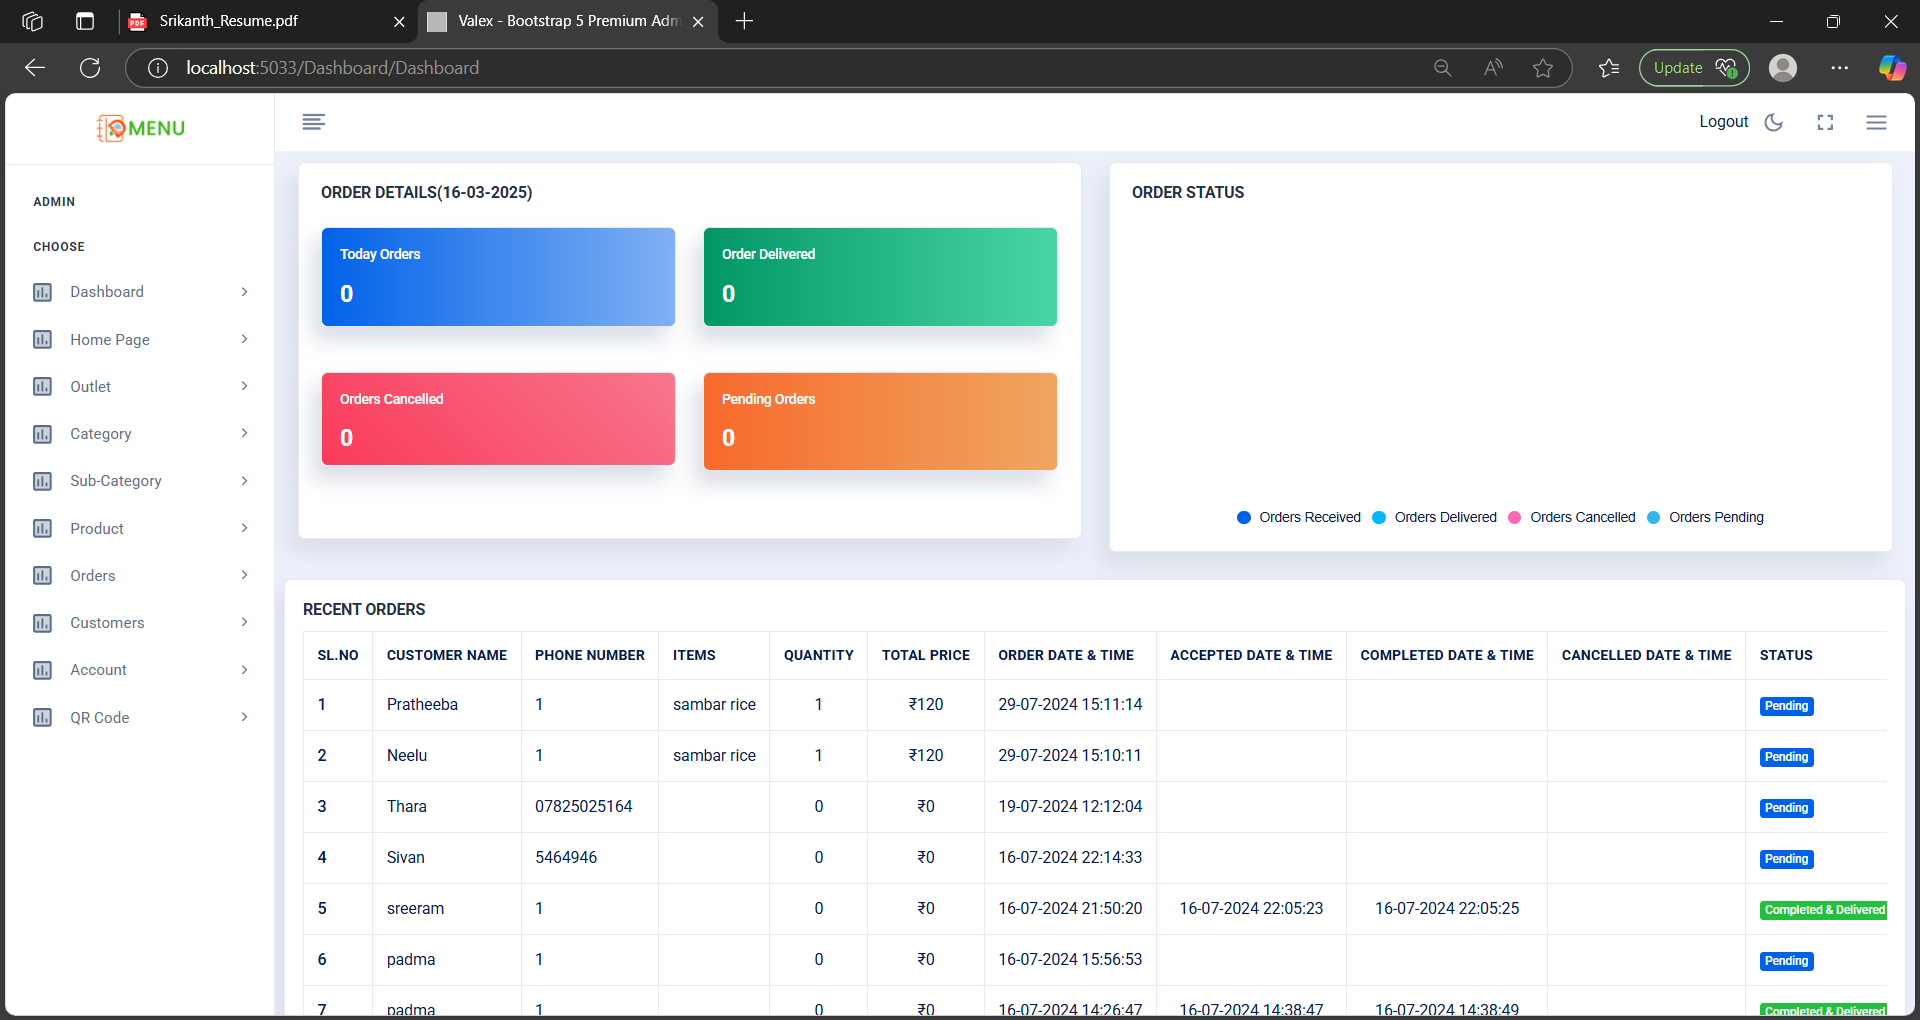 Srikanth_Resume.pdf
Valex - Bootstrap 5 Premium Adm
localhost:5033/Dashboard/Dashboard
Update
MENU
Logout
ADMIN
CHOOSE
Dashboard
Home Page
Outlet
Category
Sub-Category
Product
Orders
Customers
Account
QR Code
ORDER DETAILS(16-03-2025)
Today Orders
0
Order Delivered
0
Orders Cancelled
0
Pending Orders
0
ORDER STATUS
Orders Received Orders Delivered Orders Cancelled Orders Pending
RECENT ORDERS
SL.NO CUSTOMER NAME PHONE NUMBER ITEMS QUANTITY TOTAL PRICE ORDER DATE & TIME ACCEPTED DATE & TIME COMPLETED DATE & TIME CANCELLED DATE & TIME STATUS
1 Pratheeba 1 sambar rice 1 ₹120 29-07-2024 15:11:14 Pending
2 Neelu 1 sambar rice 1 ₹120 29-07-2024 15:10:11 Pending
3 Thara 07825025164 0 ₹0 19-07-2024 12:12:04 Pending
4 Sivan 5464946 0 ₹0 16-07-2024 22:14:33 Pending
5 sreeram 1 0 ₹0 16-07-2024 21:50:20 16-07-2024 22:05:23 16-07-2024 22:05:25 Completed & Delivered
6 padma 1 0 ₹0 16-07-2024 15:56:53 Pending
7 padma 1 0 ₹0 16-07-2024 14:26:47 16-07-2024 14:38:47 16-07-2024 14:38:49 Completed & Delivered